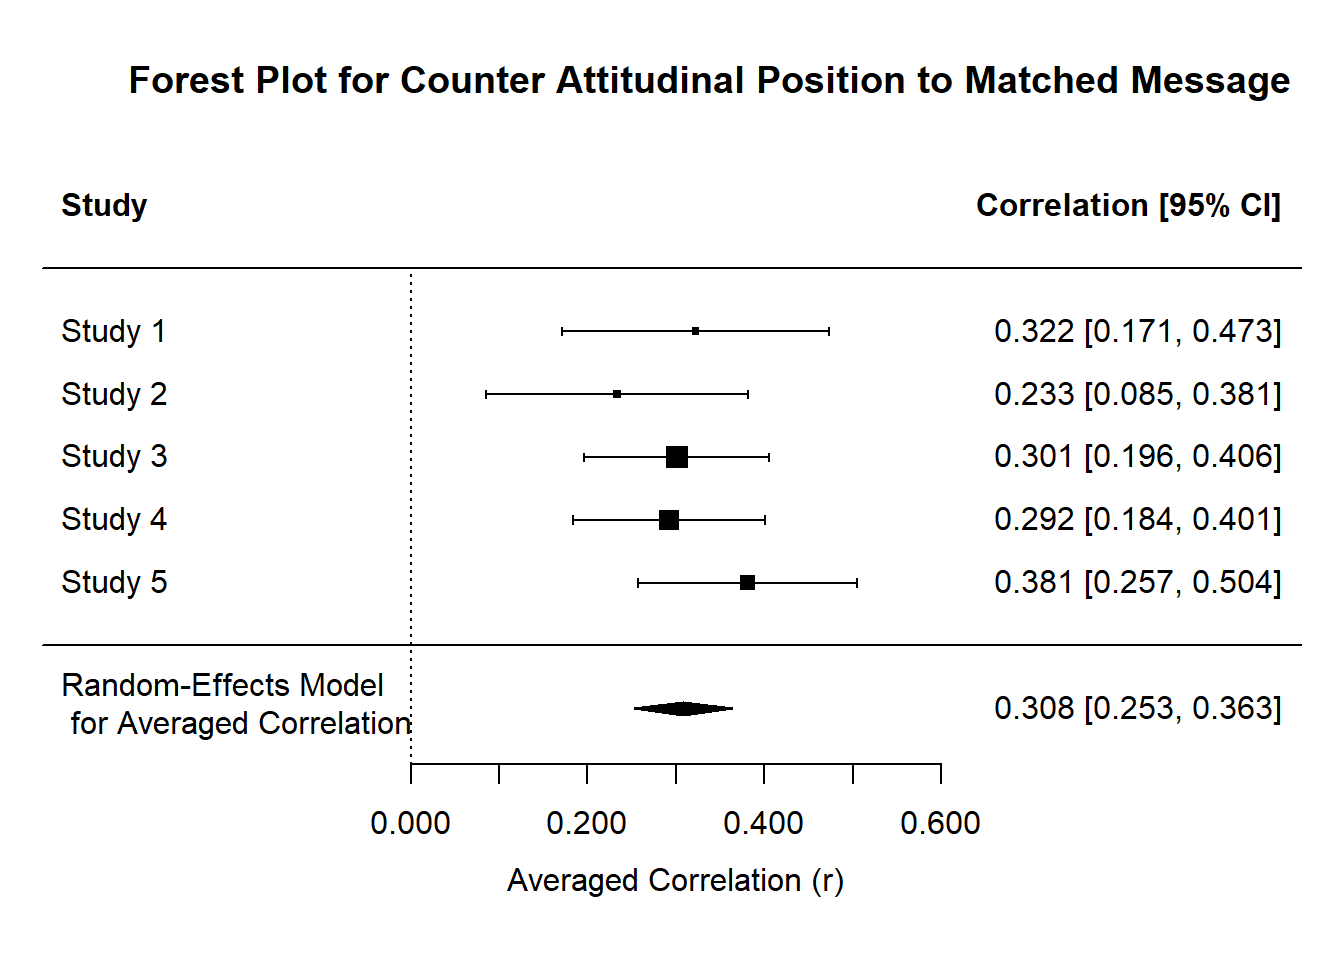 Forest Plot for Counter Attitudinal Position to Matched Message
Study Correlation [95% CI]
Study 1 0.322 [0.171, 0.473]
Study 2 0.233 [0.085, 0.381]
Study 3 0.301 [0.196, 0.406]
Study 4 0.292 [0.184, 0.401]
Study 5 0.381 [0.257, 0.504]
Random-Effects Model
for Averaged Correlation 0.308 [0.253, 0.363]
0.000 0.200 0.400 0.600
Averaged Correlation (r)